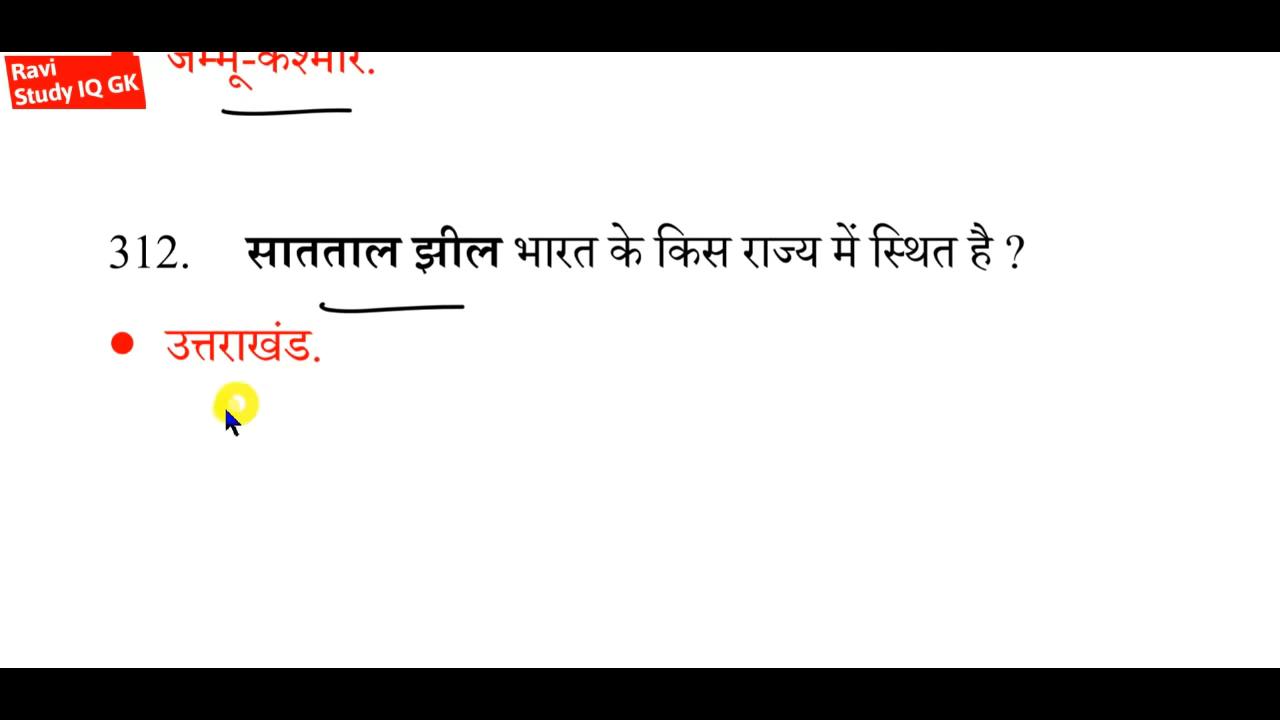 Ravi
Study IQ GK
जम्मू-कश्मीर.
312. सातताल झील भारत के किस राज्य में स्थित है ?
उत्तराखंड.